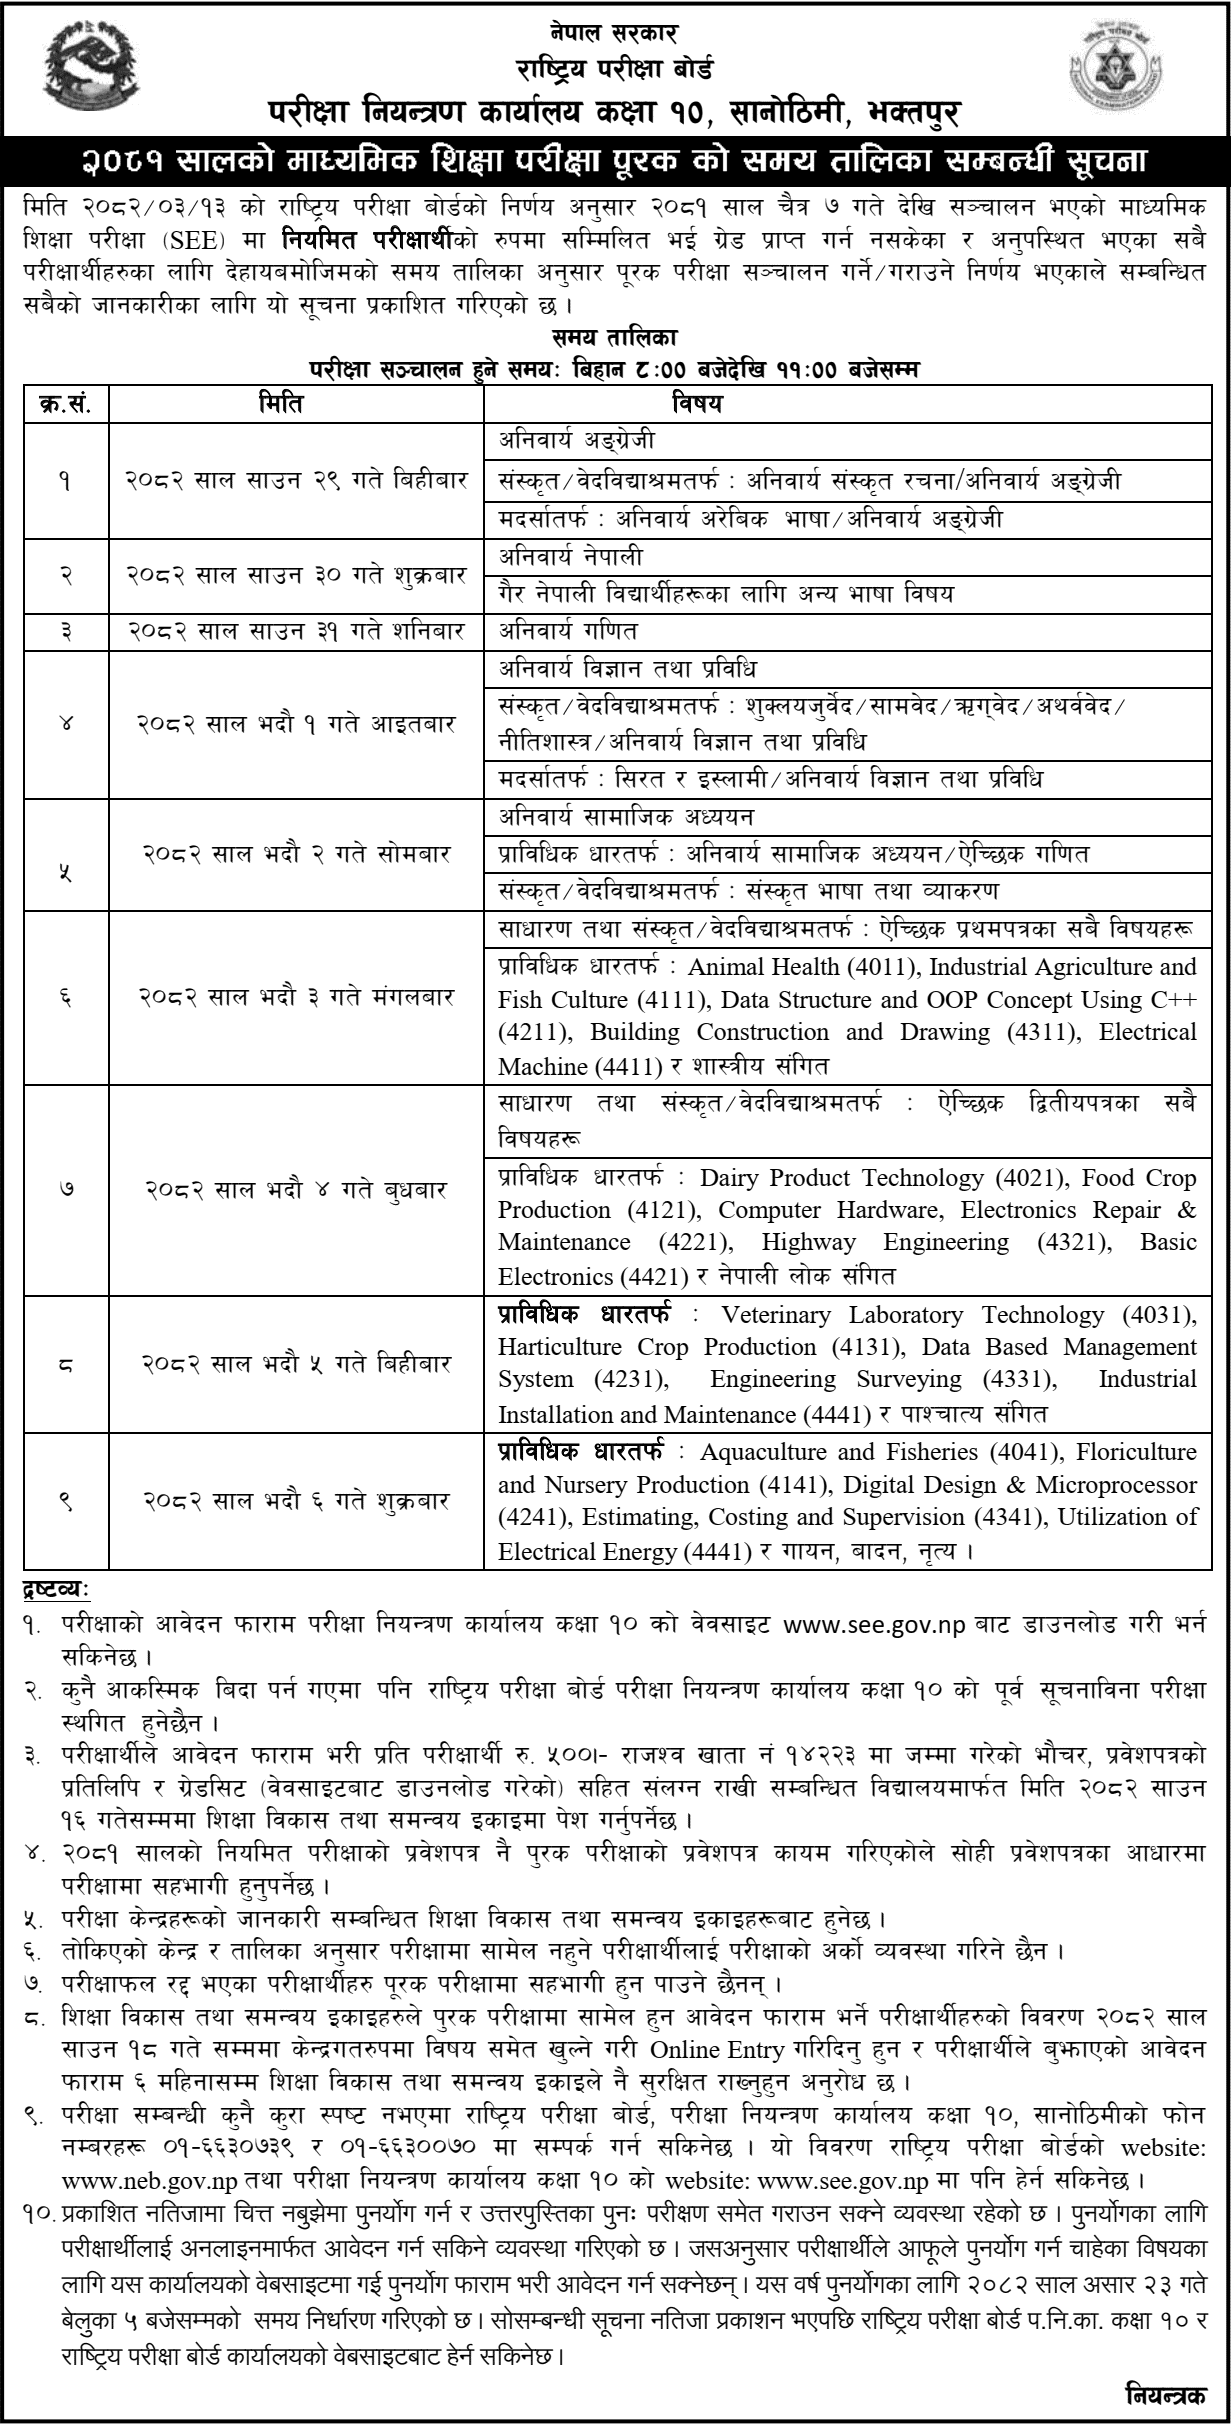 नेपाल सरकार
राष्ट्रिय परीक्षा बोर्ड
परीक्षा नियन्त्रण कार्यालय कक्षा १०, सानोठिमी, भक्तपुर
२०८१ सालको माध्यमिक शिक्षा परीक्षा पूरक को समय तालिका सम्बन्धी सूचना
मिति २०८२/०३/१३ को राष्ट्रिय परीक्षा बोर्डको निर्णय अनुसार २०८१ साल चैत्र ७ गते देखि सञ्चालन भएको माध्यमिक
शिक्षा परीक्षा (SEE) मा नियमित परीक्षार्थीको रुपमा सम्मिलित भई ग्रेड प्राप्त गर्न नसकेका र अनुपस्थित भएका सबै
परीक्षार्थीहरुका लागि देहायबमोजिमको समय तालिका अनुसार पूरक परीक्षा सञ्चालन गर्ने/गराउने निर्णय भएकाले सम्बन्धित
सबैको जानकारीका लागि यो सूचना प्रकाशित गरिएको छ ।
समय तालिका
परीक्षा सञ्चालन हुने समय: बिहान ८:०० बजेदेखि ११:०० बजेसम्म
क्र.सं. मिति विषय
१ २०८२ साल साउन २९ गते बिहीबार
अनिवार्य अङ्ग्रेजी
संस्कृत/वेदविद्याश्रमतर्फ : अनिवार्य संस्कृत रचना/अनिवार्य अङ्ग्रेजी
मदर्सातर्फ : अनिवार्य अरेबिक भाषा/अनिवार्य अङ्ग्रेजी
२ २०८२ साल साउन ३० गते शुक्रबार
अनिवार्य नेपाली
गैर नेपाली विद्यार्थीहरूका लागि अन्य भाषा विषय
३ २०८२ साल साउन ३१ गते शनिबार अनिवार्य गणित
४ २०८२ साल भदौ १ गते आइतबार
अनिवार्य विज्ञान तथा प्रविधि
संस्कृत/वेदविद्याश्रमतर्फ : शुक्लयजुर्वेद/सामवेद/ऋग्वेद/अथर्ववेद/
नीतिशास्त्र/अनिवार्य विज्ञान तथा प्रविधि
मदर्सातर्फ : सिरत र इस्लामी/अनिवार्य विज्ञान तथा प्रविधि
५ २०८२ साल भदौ २ गते सोमबार
अनिवार्य सामाजिक अध्ययन
प्राविधिक धारतर्फ : अनिवार्य सामाजिक अध्ययन/ऐच्छिक गणित
संस्कृत/वेदविद्याश्रमतर्फ : संस्कृत भाषा तथा व्याकरण
६ २०८२ साल भदौ ३ गते मंगलबार
साधारण तथा संस्कृत/वेदविद्याश्रमतर्फ : ऐच्छिक प्रथमपत्रका सबै विषयहरू
प्राविधिक धारतर्फ : Animal Health (4011), Industrial Agriculture and
Fish Culture (4111), Data Structure and OOP Concept Using C++
(4211), Building Construction and Drawing (4311), Electrical
Machine (4411) र शास्त्रीय संगित
७ २०८२ साल भदौ ४ गते बुधबार
साधारण तथा संस्कृत/वेदविद्याश्रमतर्फ : ऐच्छिक द्वितीयपत्रका सबै
विषयहरू
प्राविधिक धारतर्फ : Dairy Product Technology (4021), Food Crop
Production (4121), Computer Hardware, Electronics Repair &
Maintenance (4221), Highway Engineering (4321), Basic
Electronics (4421) र नेपाली लोक संगित
८ २०८२ साल भदौ ५ गते बिहीबार
प्राविधिक धारतर्फ : Veterinary Laboratory Technology (4031),
Harticulture Crop Production (4131), Data Based Management
System (4231), Engineering Surveying (4331), Industrial
Installation and Maintenance (4441) र पाश्चात्य संगित
९ २०८२ साल भदौ ६ गते शुक्रबार
प्राविधिक धारतर्फ : Aquaculture and Fisheries (4041), Floriculture
and Nursery Production (4141), Digital Design & Microprocessor
(4241), Estimating, Costing and Supervision (4341), Utilization of
Electrical Energy (4441) र गायन, बादन, नृत्य ।
द्रष्टव्य:
१. परीक्षाको आवेदन फाराम परीक्षा नियन्त्रण कार्यालय कक्षा १० को वेवसाइट www.see.gov.np बाट डाउनलोड गरी भर्न
सकिनेछ ।
२. कुनै आकस्मिक बिदा पर्न गएमा पनि राष्ट्रिय परीक्षा बोर्ड परीक्षा नियन्त्रण कार्यालय कक्षा १० को पूर्व सूचनाविना परीक्षा
स्थगित हुनेछैन ।
३. परीक्षार्थीले आवेदन फाराम भरी प्रति परीक्षार्थी रु. ५००।- राजश्व खाता नं १४२२३ मा जम्मा गरेको भौचर, प्रवेशपत्रको
प्रतिलिपि र ग्रेडसिट (वेवसाइटबाट डाउनलोड गरेको) सहित संलग्न राखी सम्बन्धित विद्यालयमार्फत मिति २०८२ साउन
१६ गतेसम्ममा शिक्षा विकास तथा समन्वय इकाइमा पेश गर्नुपर्नेछ ।
४. २०८१ सालको नियमित परीक्षाको प्रवेशपत्र नै पुरक परीक्षाको प्रवेशपत्र कायम गरिएकोले सोही प्रवेशपत्रका आधारमा
परीक्षामा सहभागी हुनुपर्नेछ ।
५. परीक्षा केन्द्रहरूको जानकारी सम्बन्धित शिक्षा विकास तथा समन्वय इकाइहरूबाट हुनेछ ।
६. तोकिएको केन्द्र र तालिका अनुसार परीक्षामा सामेल नहुने परीक्षार्थीलाई परीक्षाको अर्को व्यवस्था गरिने छैन ।
७. परीक्षाफल रद्द भएका परीक्षार्थीहरु पूरक परीक्षामा सहभागी हुन पाउने छैनन् ।
८. शिक्षा विकास तथा समन्वय इकाइहरुले पुरक परीक्षामा सामेल हुन आवेदन फाराम भर्ने परीक्षार्थीहरुको विवरण २०८२ साल
साउन १८ गते सम्ममा केन्द्रगतरुपमा विषय समेत खुल्ने गरी Online Entry गरिदिनु हुन र परीक्षार्थीले बुझाएको आवेदन
फाराम ६ महिनासम्म शिक्षा विकास तथा समन्वय इकाइले नै सुरक्षित राख्नुहुन अनुरोध छ ।
९. परीक्षा सम्बन्धी कुनै कुरा स्पष्ट नभएमा राष्ट्रिय परीक्षा बोर्ड, परीक्षा नियन्त्रण कार्यालय कक्षा १०, सानोठिमीको फोन
नम्बरहरू ०१-६६३०७३९ र ०१-६६३००७० मा सम्पर्क गर्न सकिनेछ । यो विवरण राष्ट्रिय परीक्षा बोर्डको website:
www.neb.gov.np तथा परीक्षा नियन्त्रण कार्यालय कक्षा १० को website: www.see.gov.np मा पनि हेर्न सकिनेछ ।
१०. प्रकाशित नतिजामा चित्त नबुझेमा पुनर्योग गर्न र उत्तरपुस्तिका पुनः परीक्षण समेत गराउन सक्ने व्यवस्था रहेको छ । पुनर्योगका लागि
परीक्षार्थीलाई अनलाइनमार्फत आवेदन गर्न सकिने व्यवस्था गरिएको छ । जसअनुसार परीक्षार्थीले आफूले पुनर्योग गर्न चाहेका विषयका
लागि यस कार्यालयको वेबसाइटमा गई पुनर्योग फाराम भरी आवेदन गर्न सक्नेछन् । यस वर्ष पुनर्योगका लागि २०८२ साल असार २३ गते
बेलुका ५ बजेसम्मको समय निर्धारण गरिएको छ । सोसम्बन्धी सूचना नतिजा प्रकाशन भएपछि राष्ट्रिय परीक्षा बोर्ड प.नि.का. कक्षा १० र
राष्ट्रिय परीक्षा बोर्ड कार्यालयको वेबसाइटबाट हेर्न सकिनेछ ।
नियन्त्रक